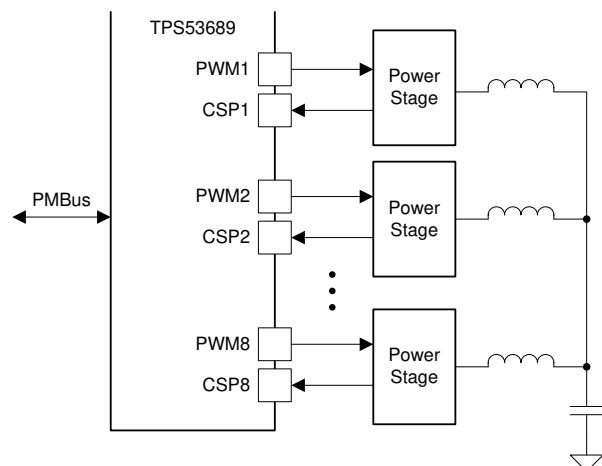 TPS53689
PWM1
CSP1
Power
Stage
PMBus
PWM2
CSP2
Power
Stage
PWM8
CSP8
Power
Stage